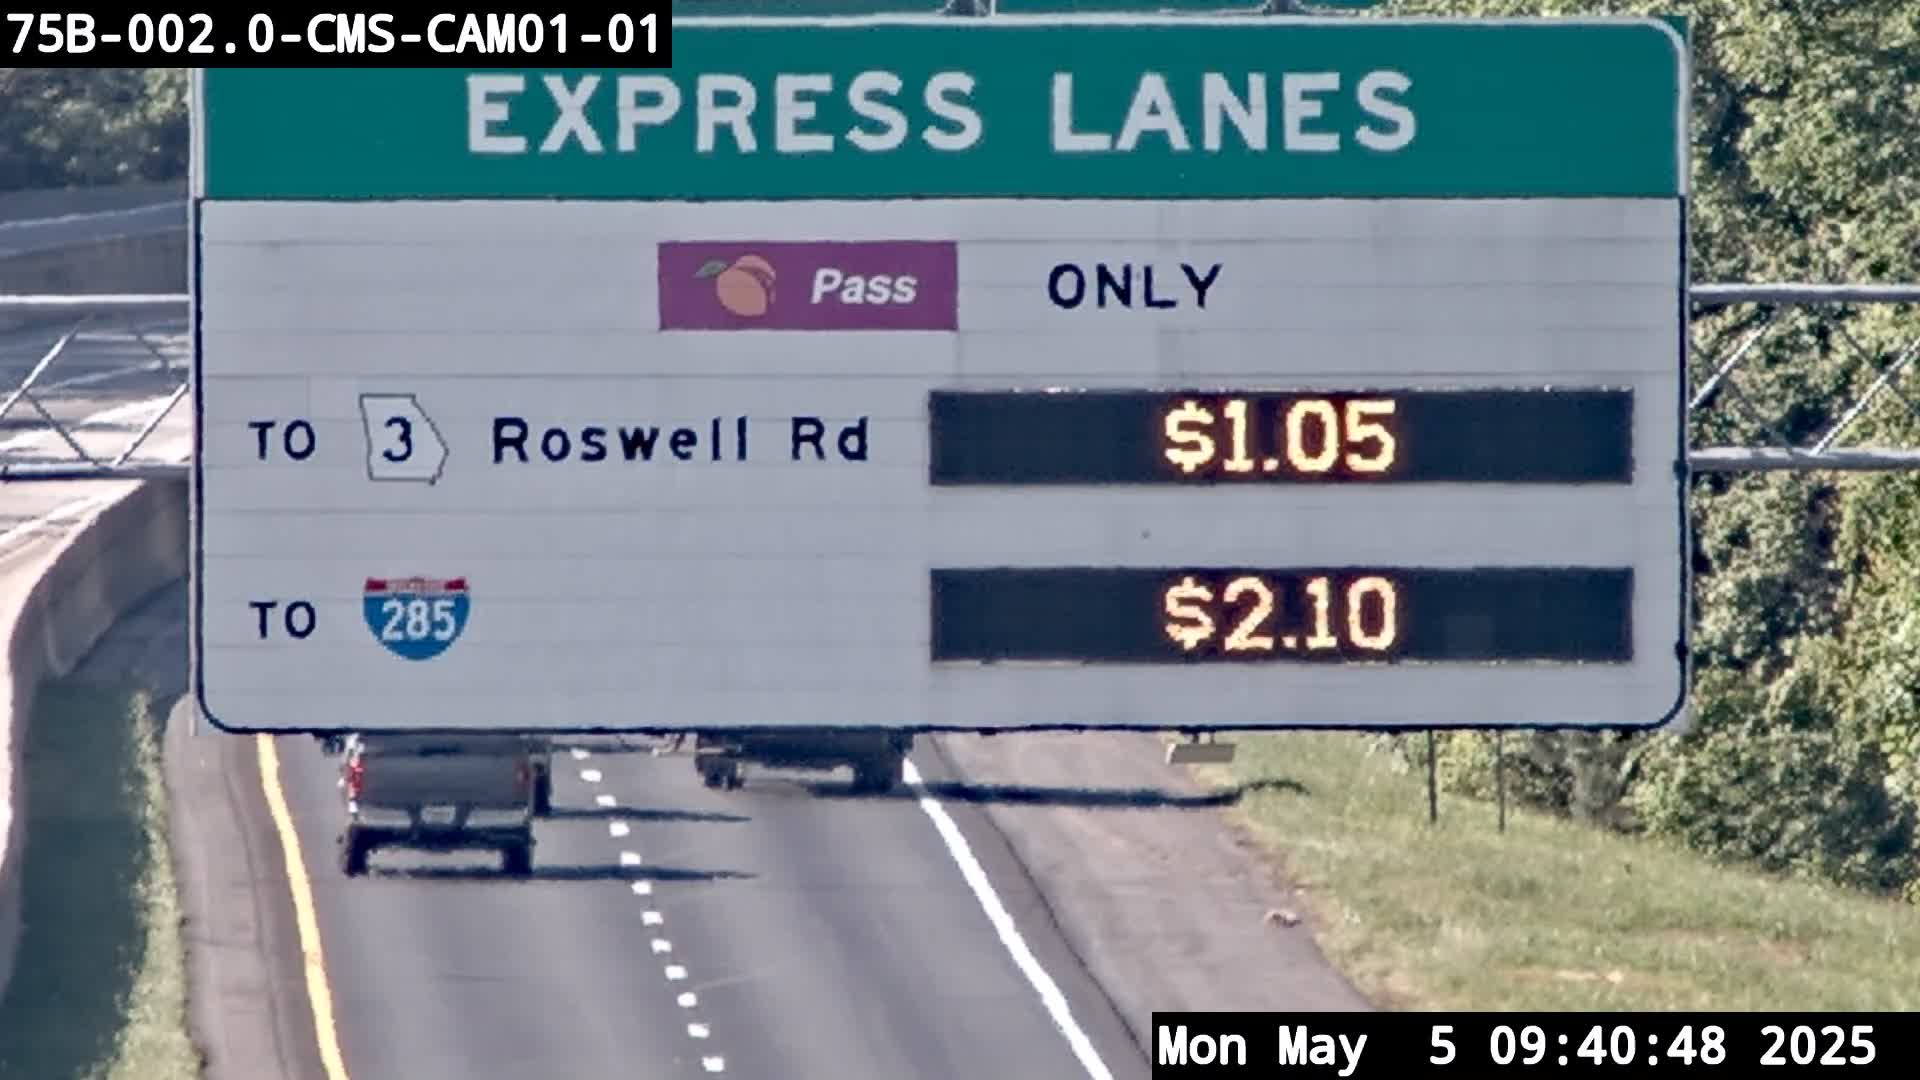 75B-002.0-CMS-CAM01-01
EXPRESS LANES
Pass ONLY
TO 3 Roswell Rd $1.05
TO 285 $2.10
Mon May 5 09:40:48 2025